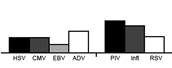 HSV CMV EBV ADV PIV Infl RSV